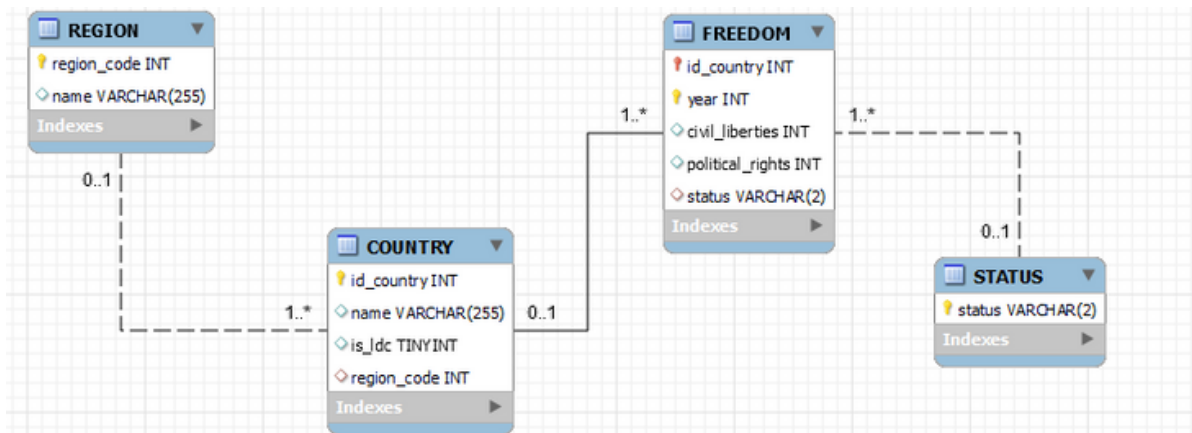 REGION
region_code INT
name VARCHAR(255)
Indexes
0..1
1..*
COUNTRY
id_country INT
name VARCHAR(255)
is_ldc TINYINT
region_code INT
Indexes
0..1
1..*
FREEDOM
id_country INT
year INT
civil_liberties INT
political_rights INT
status VARCHAR(2)
Indexes
1..*
0..1
STATUS
status VARCHAR(2)
Indexes